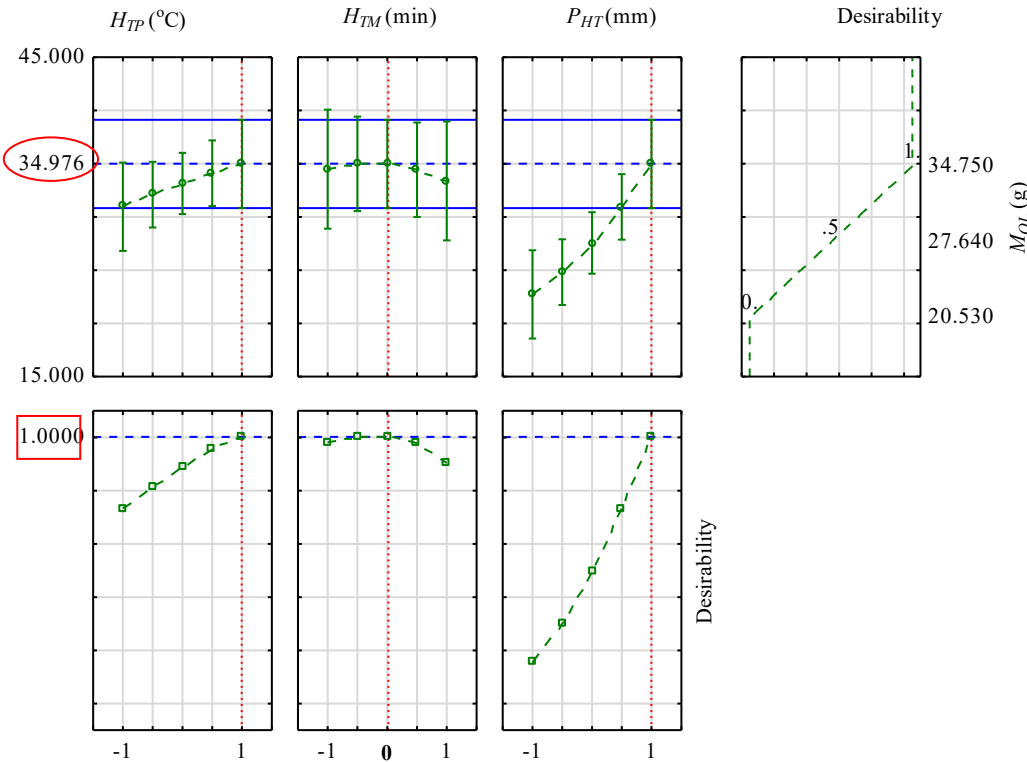 H_TP (°C) H_TM (min) P_HT (mm) Desirability
45.000
34.976 1. 34.750
.5 27.640
0. 20.530
M_OL (g)
15.000
1.0000
Desirability
-1 1 -1 0 1 -1 1